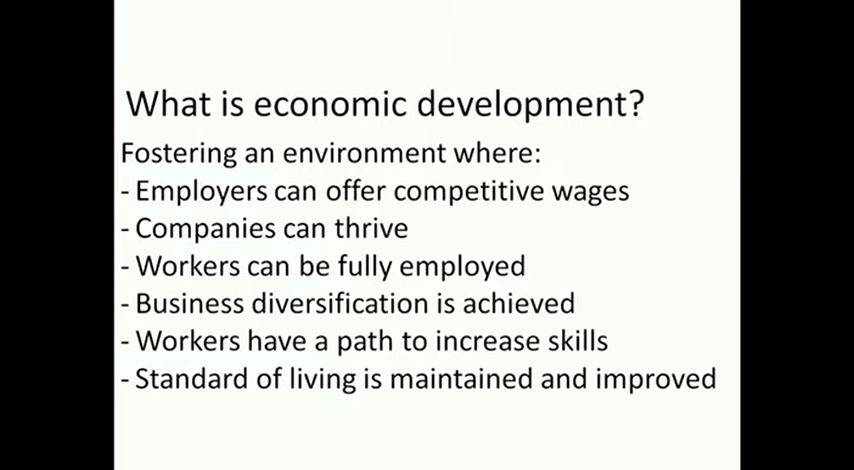 What is economic development?
Fostering an environment where:
- Employers can offer competitive wages
- Companies can thrive
- Workers can be fully employed
- Business diversification is achieved
- Workers have a path to increase skills
- Standard of living is maintained and improved